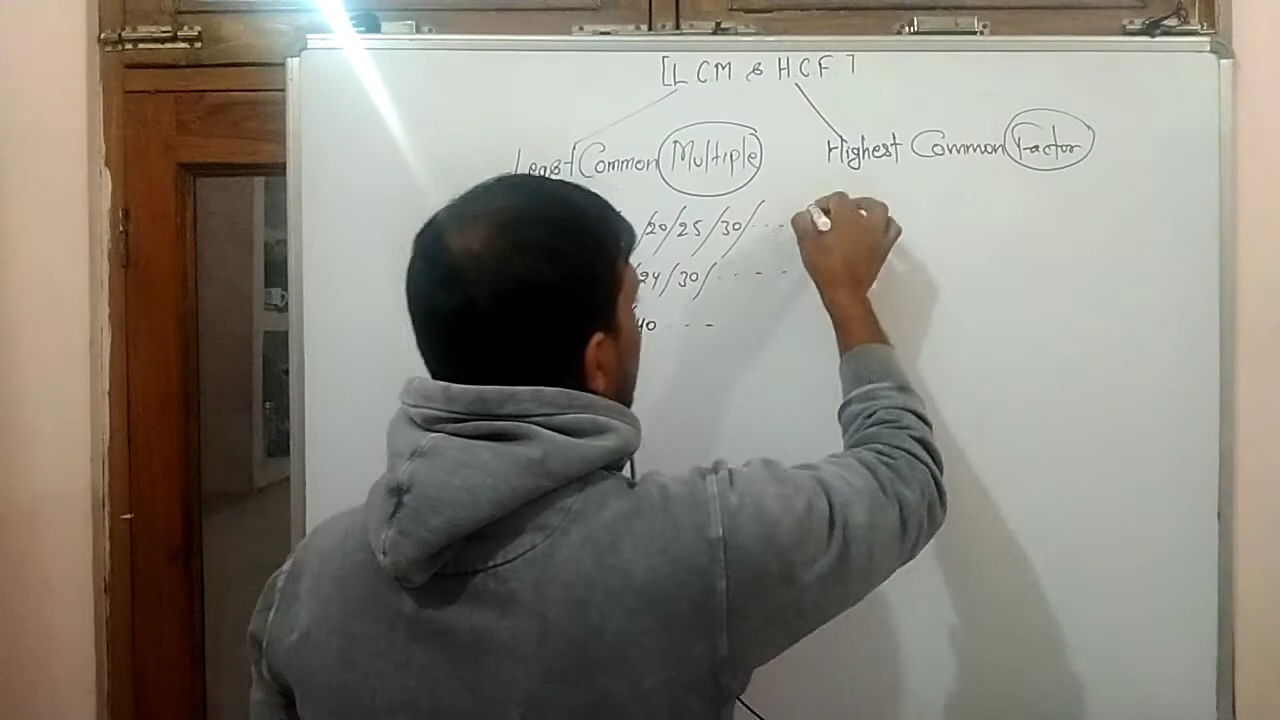 [LCM & HCF]
Least Common Multiple
Highest Common Factor
/20/25/30/ - - -
24/30/ - - - -
40 - - -